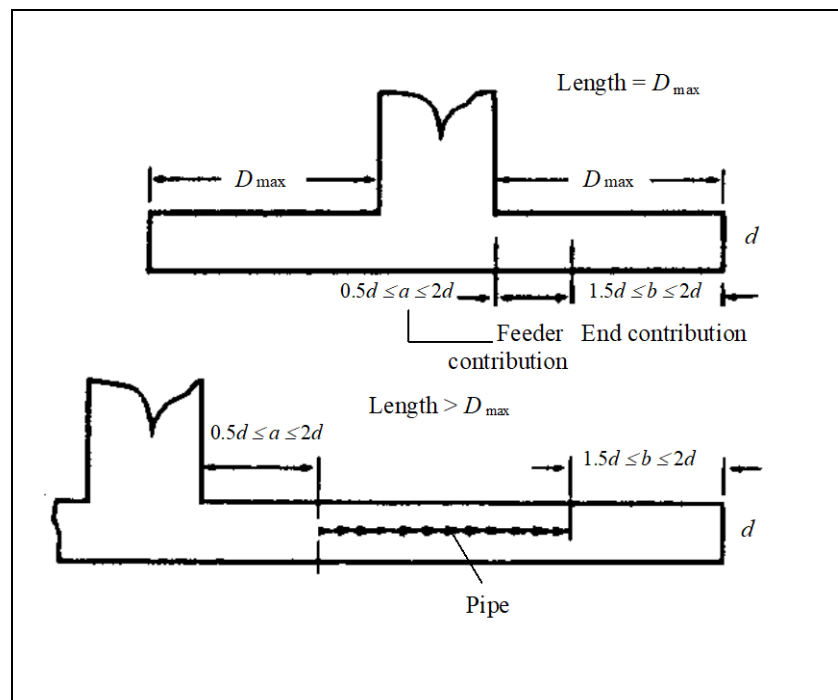 Length = D max
D max
D max
d
0.5d ≤ a ≤ 2d
1.5d ≤ b ≤ 2d
Feeder
contribution
End contribution
Length > D max
0.5d ≤ a ≤ 2d
1.5d ≤ b ≤ 2d
d
Pipe